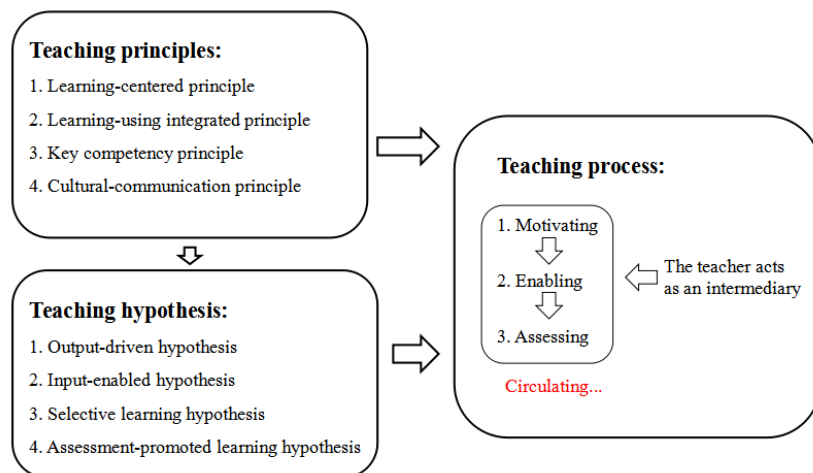 Teaching principles:
1. Learning-centered principle
2. Learning-using integrated principle
3. Key competency principle
4. Cultural-communication principle
Teaching hypothesis:
1. Output-driven hypothesis
2. Input-enabled hypothesis
3. Selective learning hypothesis
4. Assessment-promoted learning hypothesis
Teaching process:
1. Motivating
2. Enabling
3. Assessing
Circulating...
The teacher acts
as an intermediary